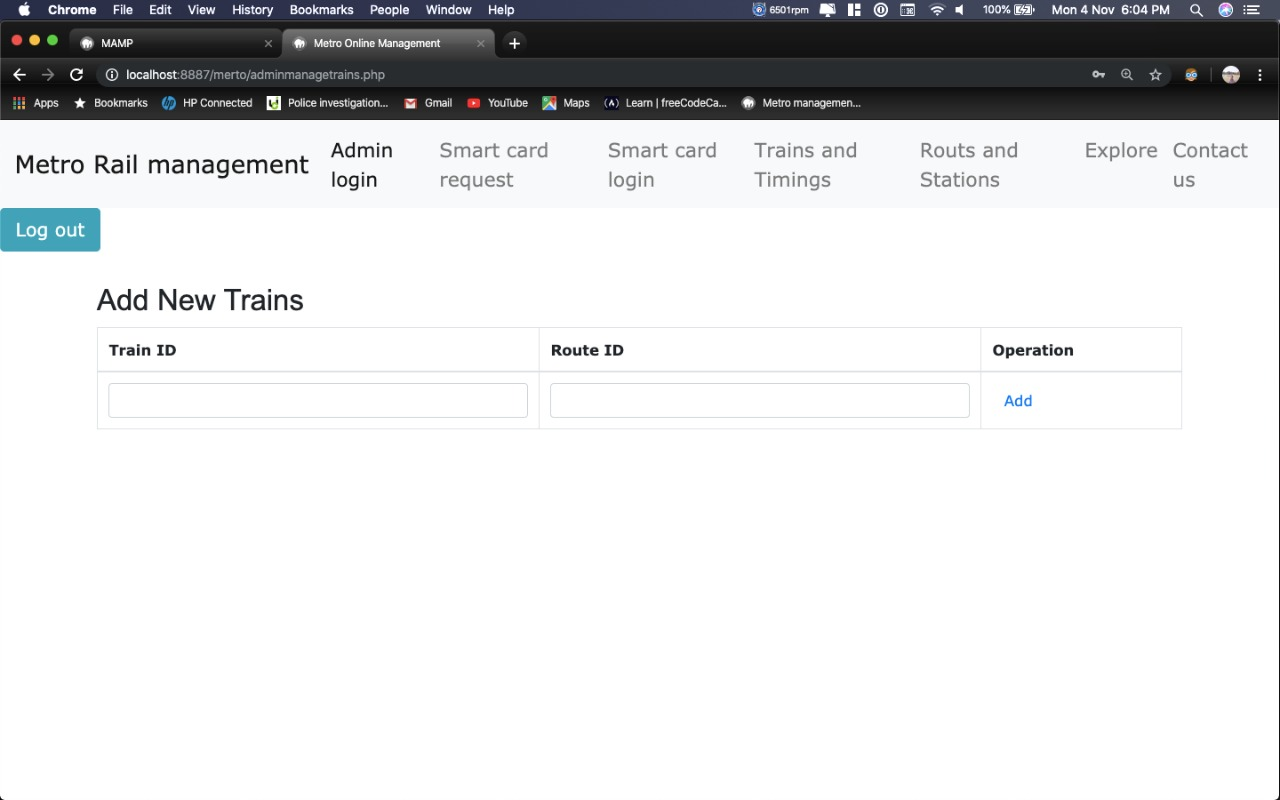 Chrome File Edit View History Bookmarks People Window Help 6501rpm 100% Mon 4 Nov 6:04 PM
MAMP Metro Online Management
localhost:8887/merto/adminmanagetrains.php
Apps Bookmarks HP Connected Police investigation... Gmail YouTube Maps Learn | freeCodeCa... Metro managemen...
Metro Rail management
Admin
login
Smart card
request
Smart card
login
Trains and
Timings
Routs and
Stations
Explore
Contact
us
Log out
Add New Trains
Train ID Route ID Operation
Add